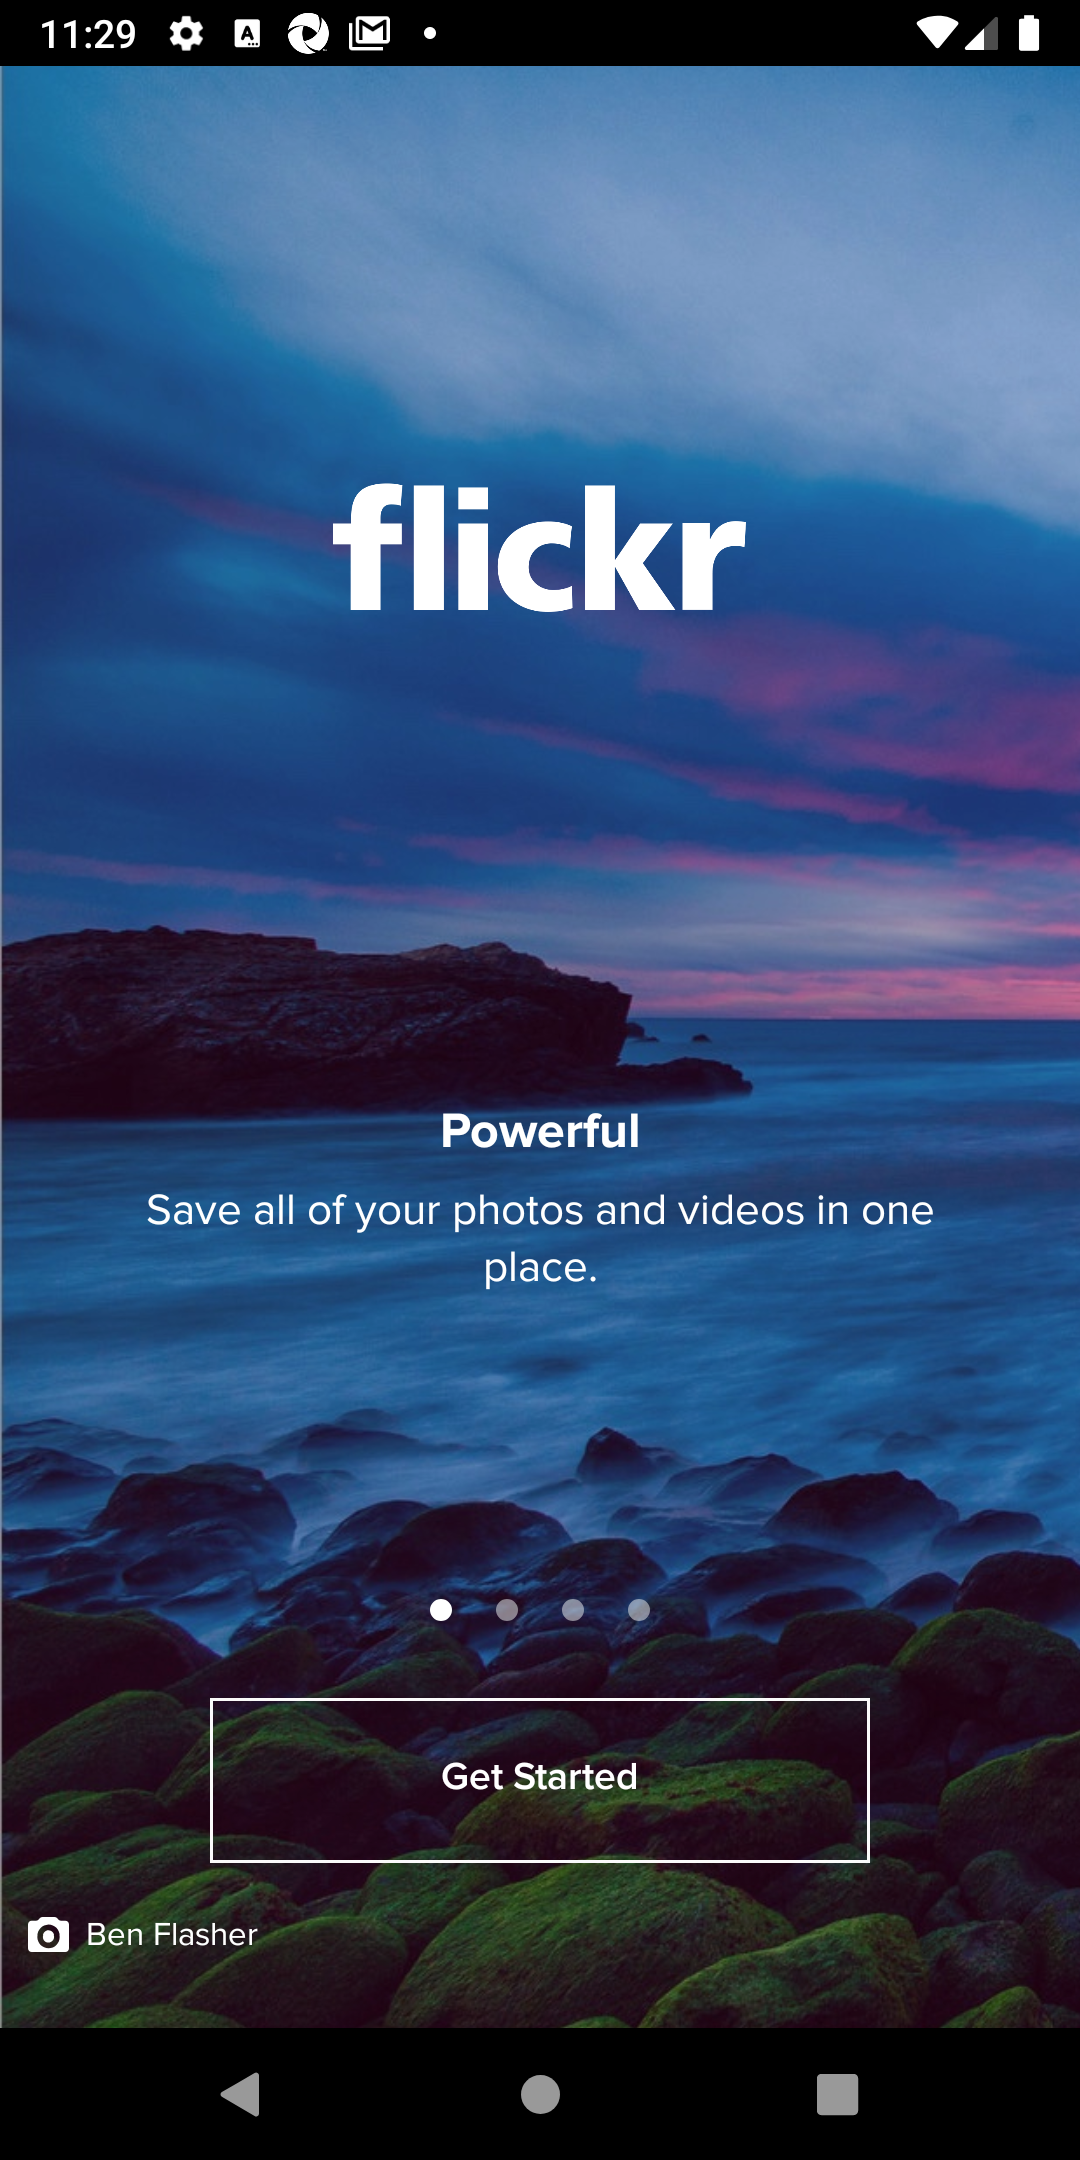 11:29
flickr
Powerful
Save all of your photos and videos in one
place.
Get Started
Ben Flasher